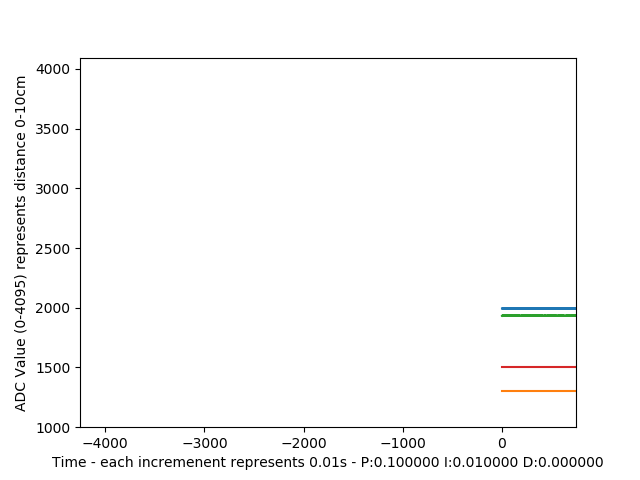 4000
3500
3000
2500
2000
1500
1000
ADC Value (0-4095) represents distance 0-10cm
−4000 −3000 −2000 −1000 0
Time - each incremenent represents 0.01s - P:0.100000 I:0.010000 D:0.000000